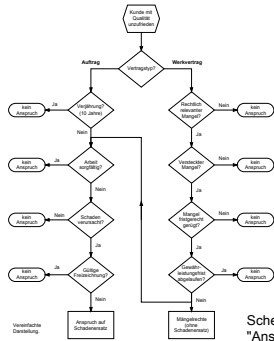 Kunde mit
Qualität
unzufrieden
Auftrag
Werkvertrag
Vertragstyp?
kein
Anspruch
Ja
Verjährung?
(10 Jahre)
Rechtlich
relevanter
Mangel?
Nein
kein
Anspruch
Nein
Ja
kein
Anspruch
Ja
Arbeit
sorgfältig?
Versteckter
Mangel?
Nein
kein
Anspruch
Nein
Ja
kein
Anspruch
Nein
Schaden
verursacht?
Mangel
fristgerecht
gerügt?
Nein
kein
Anspruch
Ja
Ja
kein
Anspruch
Ja
Gültige
Freizeichnung?
Gewähr-
leistungsfrist
abgelaufen?
Ja
kein
Anspruch
Nein
Nein
Vereinfachte
Darstellung.
Anspruch auf
Schadenersatz
Mängelrechte
(ohne
Schadenersatz)
Sche
"Ans